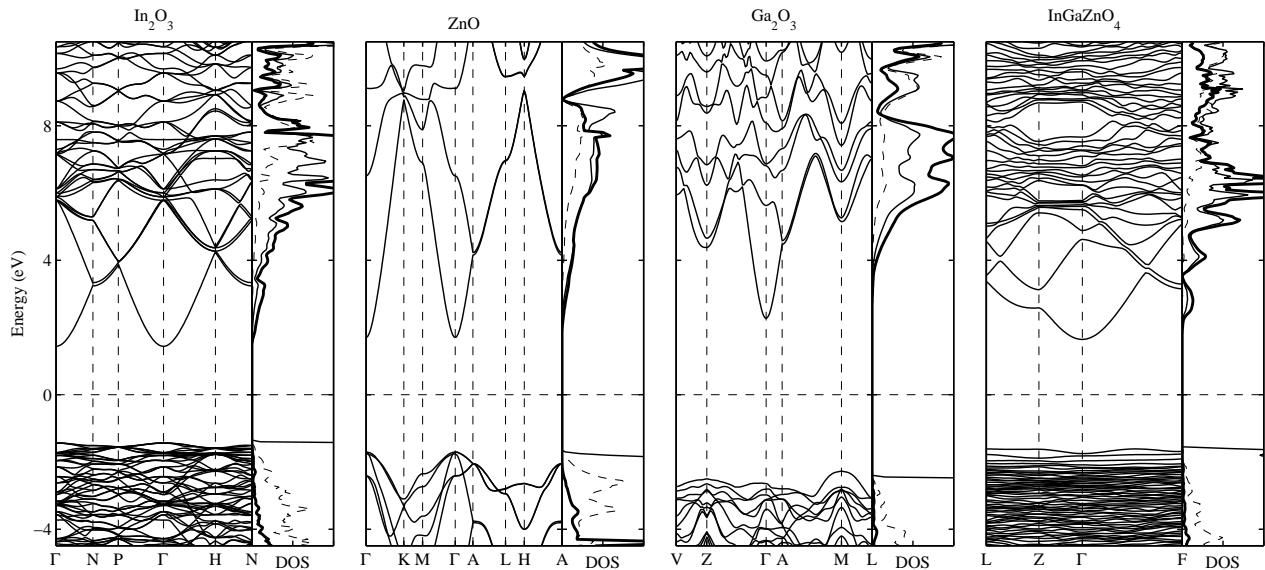 In₂O₃ ZnO Ga₂O₃ InGaZnO₄
Energy (eV)
8
4
0
−4
Γ N P Γ H N DOS Γ K M Γ A L H A DOS V Z Γ A M L DOS L Z Γ F DOS